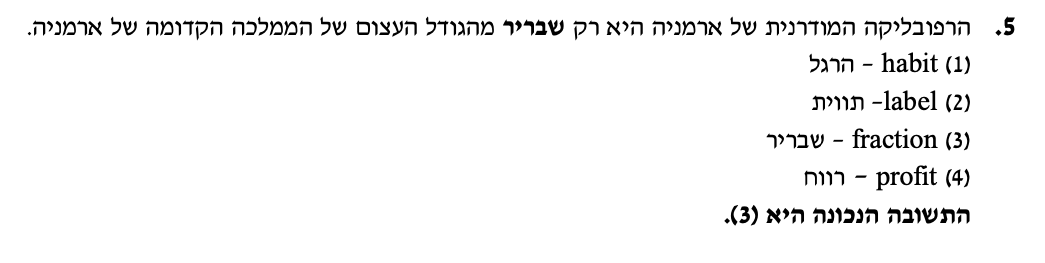 5. הרפובליקה המודרנית של ארמניה היא רק שבריר מהגודל העצום של הממלכה הקדומה של ארמניה.
(1) habit – הרגל
(2) label– תווית
(3) fraction – שבריר
(4) profit – רווח
התשובה הנכונה היא (3).